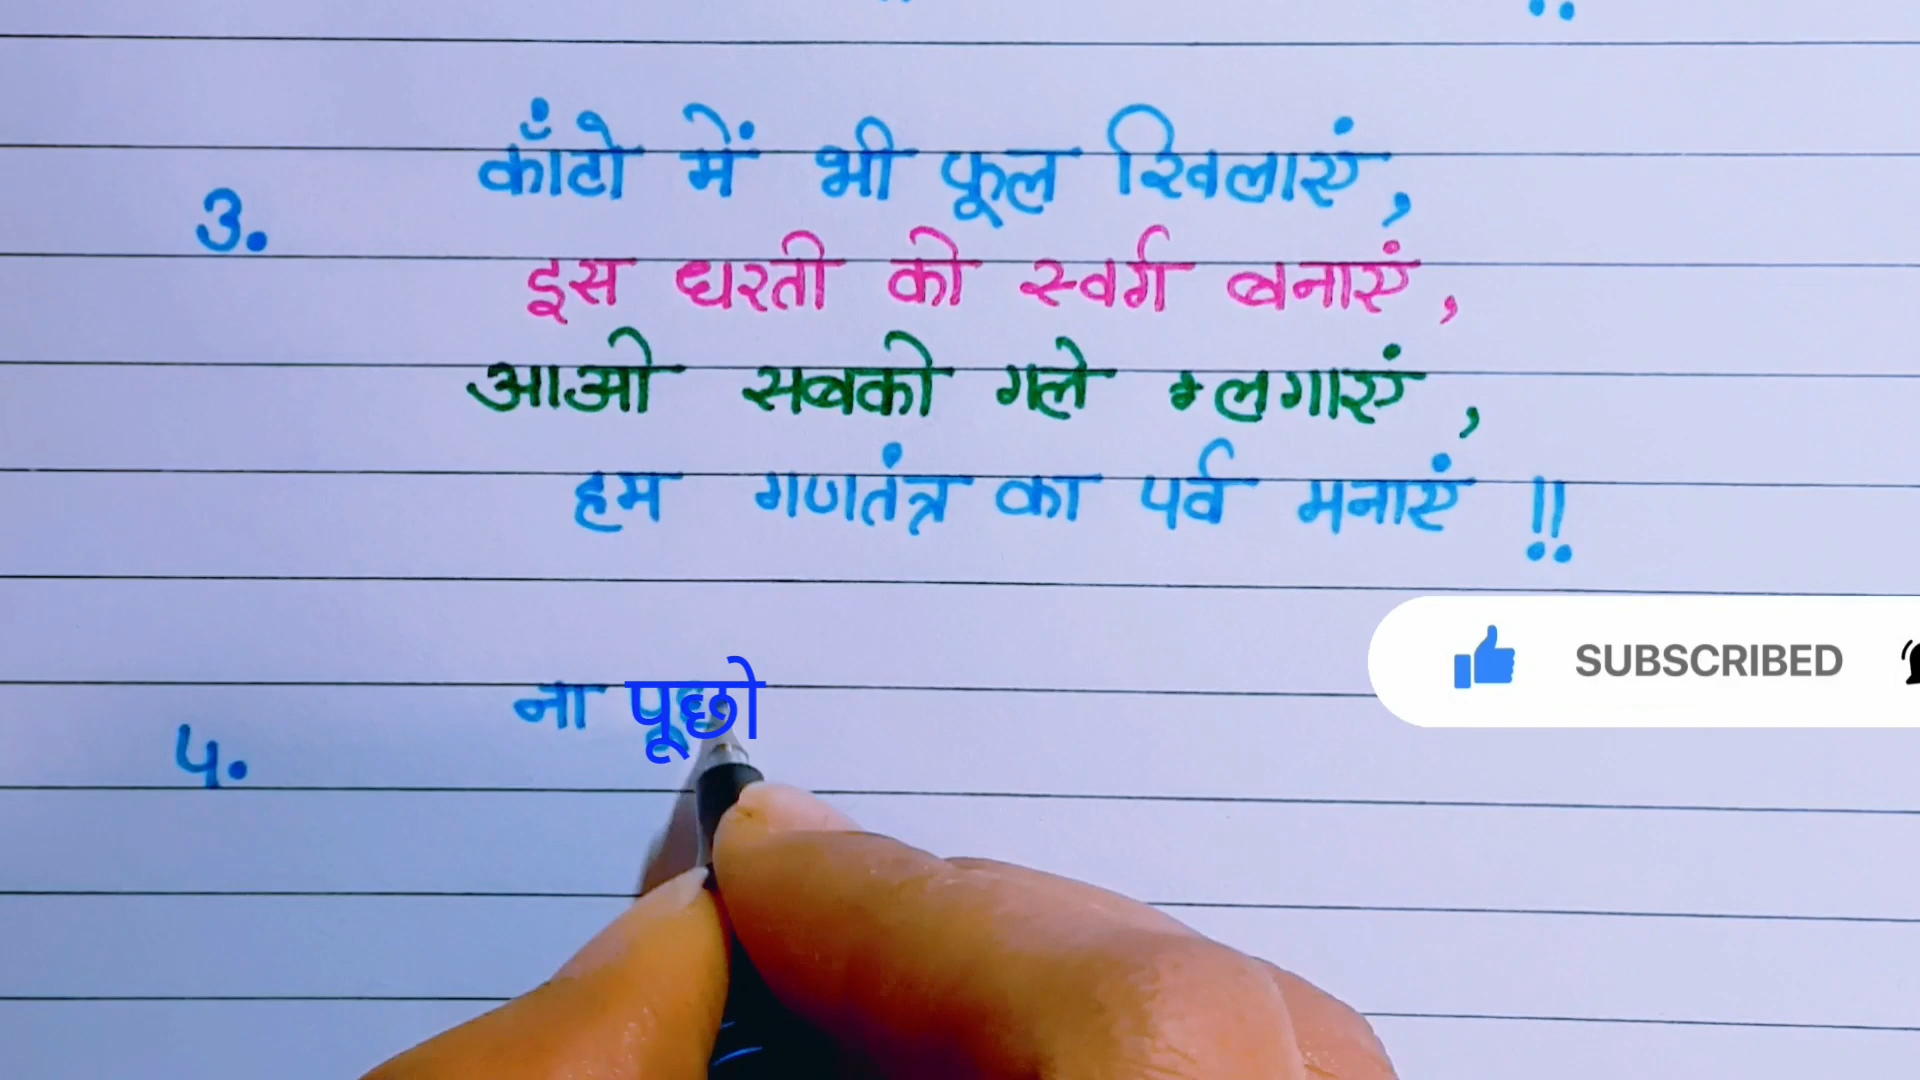 3.
काँटो में भी फूल खिलाएं,
इस धरती को स्वर्ग बनाएं,
आओ सबको गले लगाएं,
हम गणतंत्र का पर्व मनाएं !!
SUBSCRIBED
4.
ना पूछो